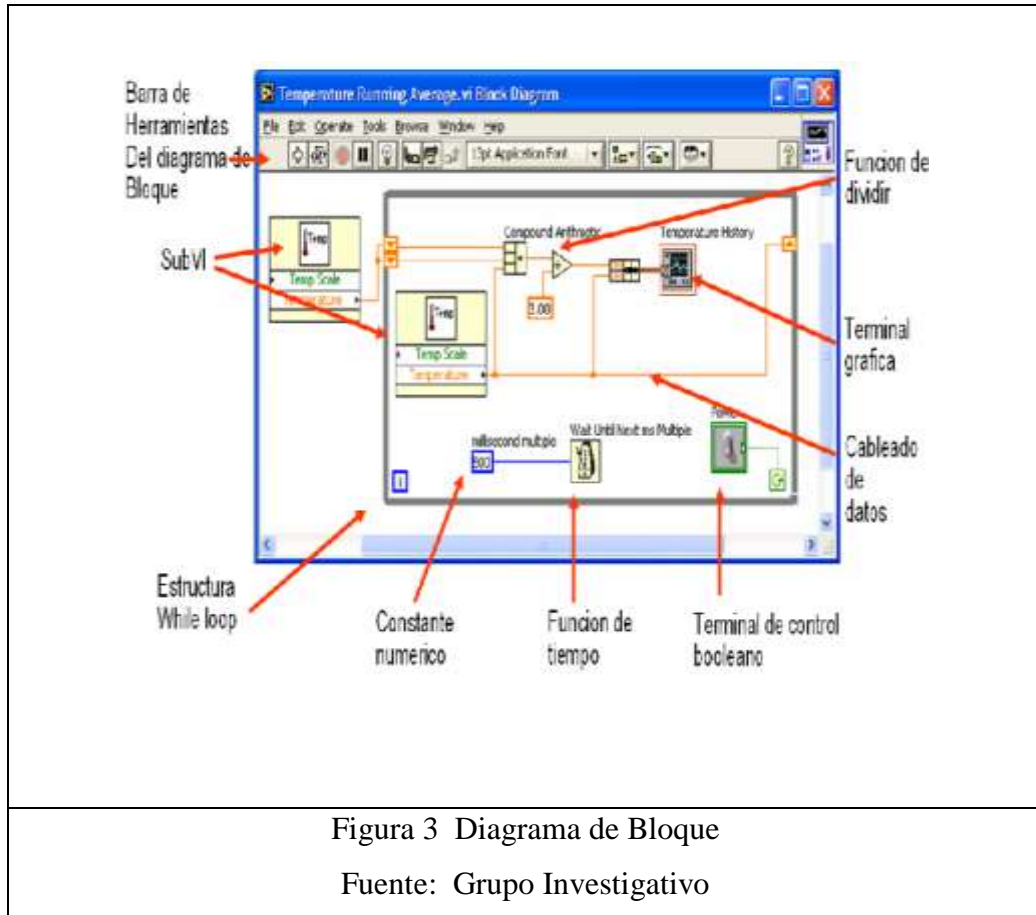 Barra de
Herramientas
Del diagrama de
Bloque
Temperature Running Average.vi Block Diagram
File Edit Operate Tools Browse Window Help
13pt Application Font
Funcion de
dividir
SubVI
Temp
Temp Scale
Temperature
Compound Arithmetic
Temperature History
3.00
Temp
Temp Scale
Temperature
Terminal
grafica
millisecond multiple
500
Wait Until Next ms Multiple
Power
i
Cableado
de
datos
Estructura
While loop
Constante
numerico
Funcion de
tiempo
Terminal de control
booleano
Figura 3 Diagrama de Bloque
Fuente: Grupo Investigativo